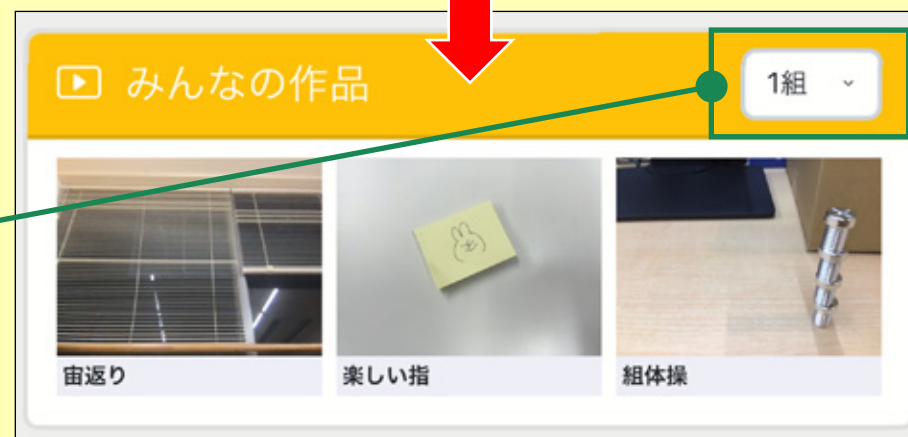 みんなの作品
1組
宙返り
楽しい指
組体操